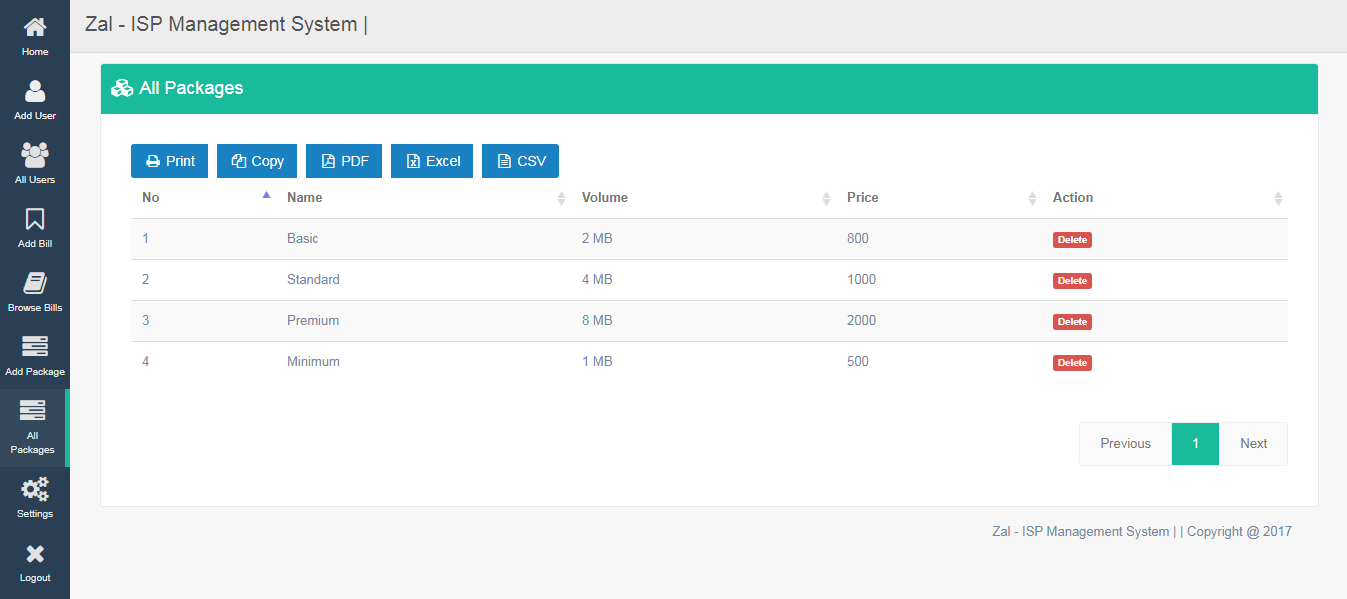 Zal - ISP Management System |
Home
Add User
All Users
Add Bill
Browse Bills
Add Package
All
Packages
Settings
Logout
All Packages
Print Copy PDF Excel CSV
No Name Volume Price Action
1 Basic 2 MB 800 Delete
2 Standard 4 MB 1000 Delete
3 Premium 8 MB 2000 Delete
4 Minimum 1 MB 500 Delete
Previous 1 Next
Zal - ISP Management System | | Copyright @ 2017